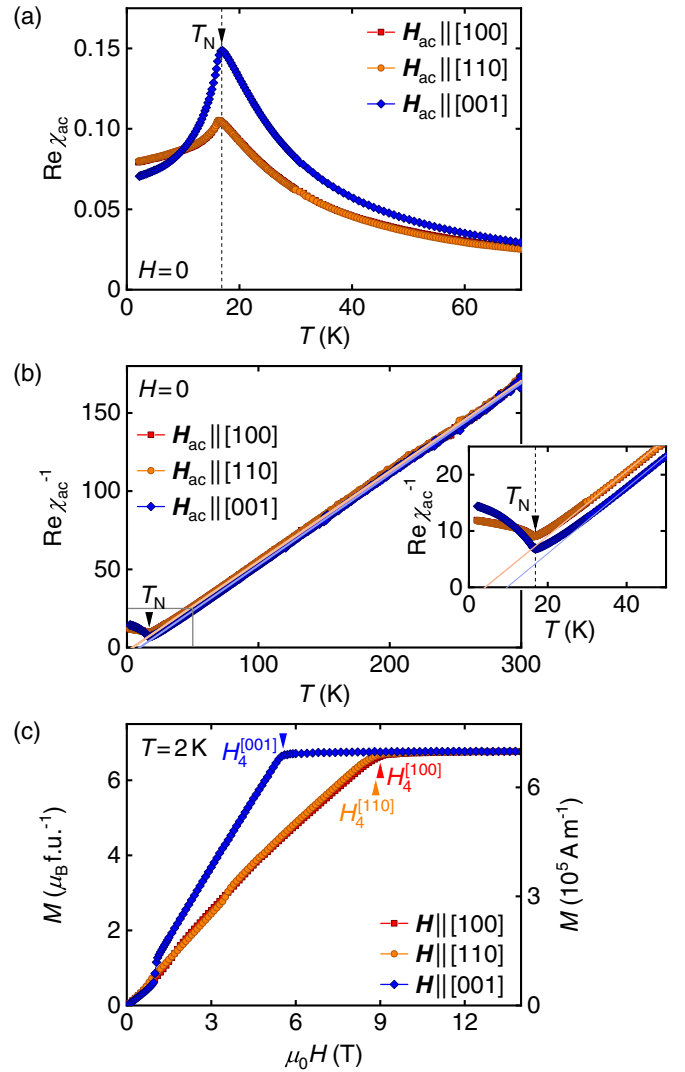 (a)
T_N
H_ac || [100]
H_ac || [110]
H_ac || [001]
Re χ_ac
0.15
0.10
0.05
0
H = 0
0 20 40 60
T (K)
(b)
H = 0
H_ac || [100]
H_ac || [110]
H_ac || [001]
Re χ_ac^-1
150
100
50
0
T_N
0 100 200 300
T (K)
Re χ_ac^-1
20
10
0
T_N
0 20 40
T (K)
(c)
T = 2 K
H_4^[001]
H_4^[100]
H_4^[110]
M (μ_B f.u.^-1)
6
4
2
0
M (10^5 A m^-1)
6
3
0
H || [100]
H || [110]
H || [001]
0 3 6 9 12
μ_0H (T)